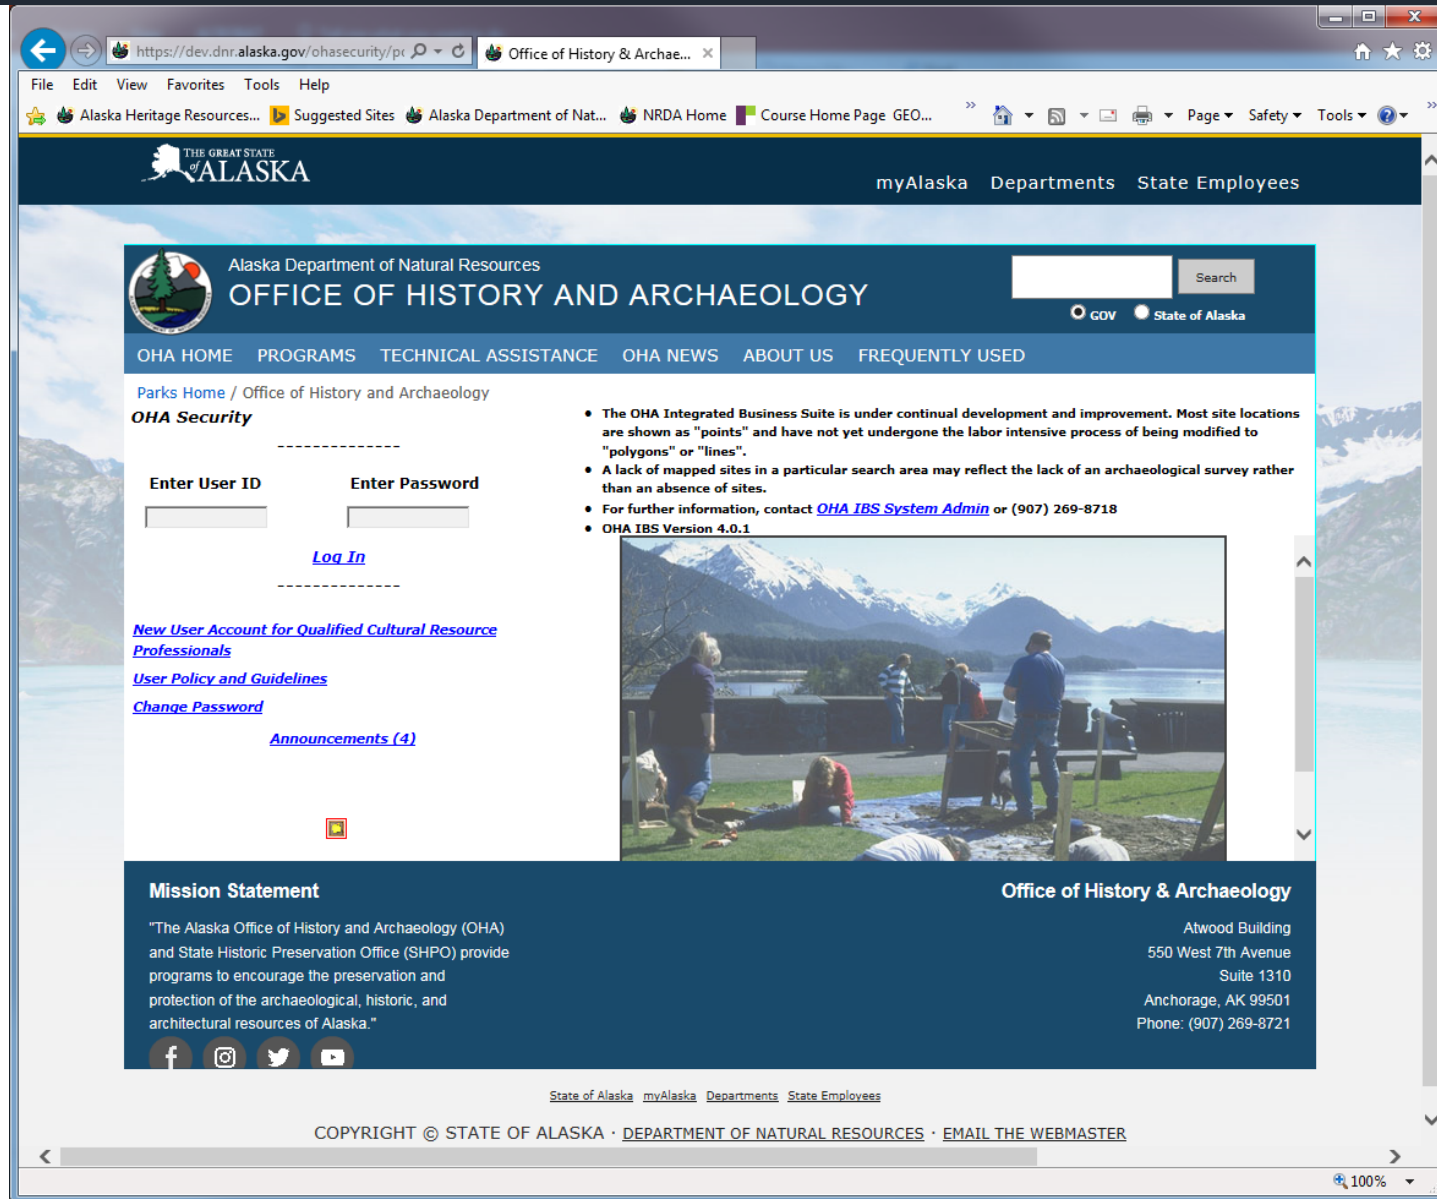 https://dev.dnr.alaska.gov/ohasecurity/po
Office of History & Archae...
File Edit View Favorites Tools Help
Alaska Heritage Resources... Suggested Sites Alaska Department of Nat... NRDA Home Course Home Page GEO... Page Safety Tools
THE GREAT STATE
of ALASKA
myAlaska Departments State Employees
Alaska Department of Natural Resources
OFFICE OF HISTORY AND ARCHAEOLOGY
Search
GOV State of Alaska
OHA HOME PROGRAMS TECHNICAL ASSISTANCE OHA NEWS ABOUT US FREQUENTLY USED
Parks Home / Office of History and Archaeology
OHA Security
--------------
Enter User ID Enter Password
Log In
--------------
New User Account for Qualified Cultural Resource
Professionals
User Policy and Guidelines
Change Password
Announcements (4)
• The OHA Integrated Business Suite is under continual development and improvement. Most site locations
are shown as "points" and have not yet undergone the labor intensive process of being modified to
"polygons" or "lines".
• A lack of mapped sites in a particular search area may reflect the lack of an archaeological survey rather
than an absence of sites.
• For further information, contact OHA IBS System Admin or (907) 269-8718
• OHA IBS Version 4.0.1
Mission Statement
"The Alaska Office of History and Archaeology (OHA)
and State Historic Preservation Office (SHPO) provide
programs to encourage the preservation and
protection of the archaeological, historic, and
architectural resources of Alaska."
Office of History & Archaeology
Atwood Building
550 West 7th Avenue
Suite 1310
Anchorage, AK 99501
Phone: (907) 269-8721
State of Alaska myAlaska Departments State Employees
COPYRIGHT © STATE OF ALASKA · DEPARTMENT OF NATURAL RESOURCES · EMAIL THE WEBMASTER
100%